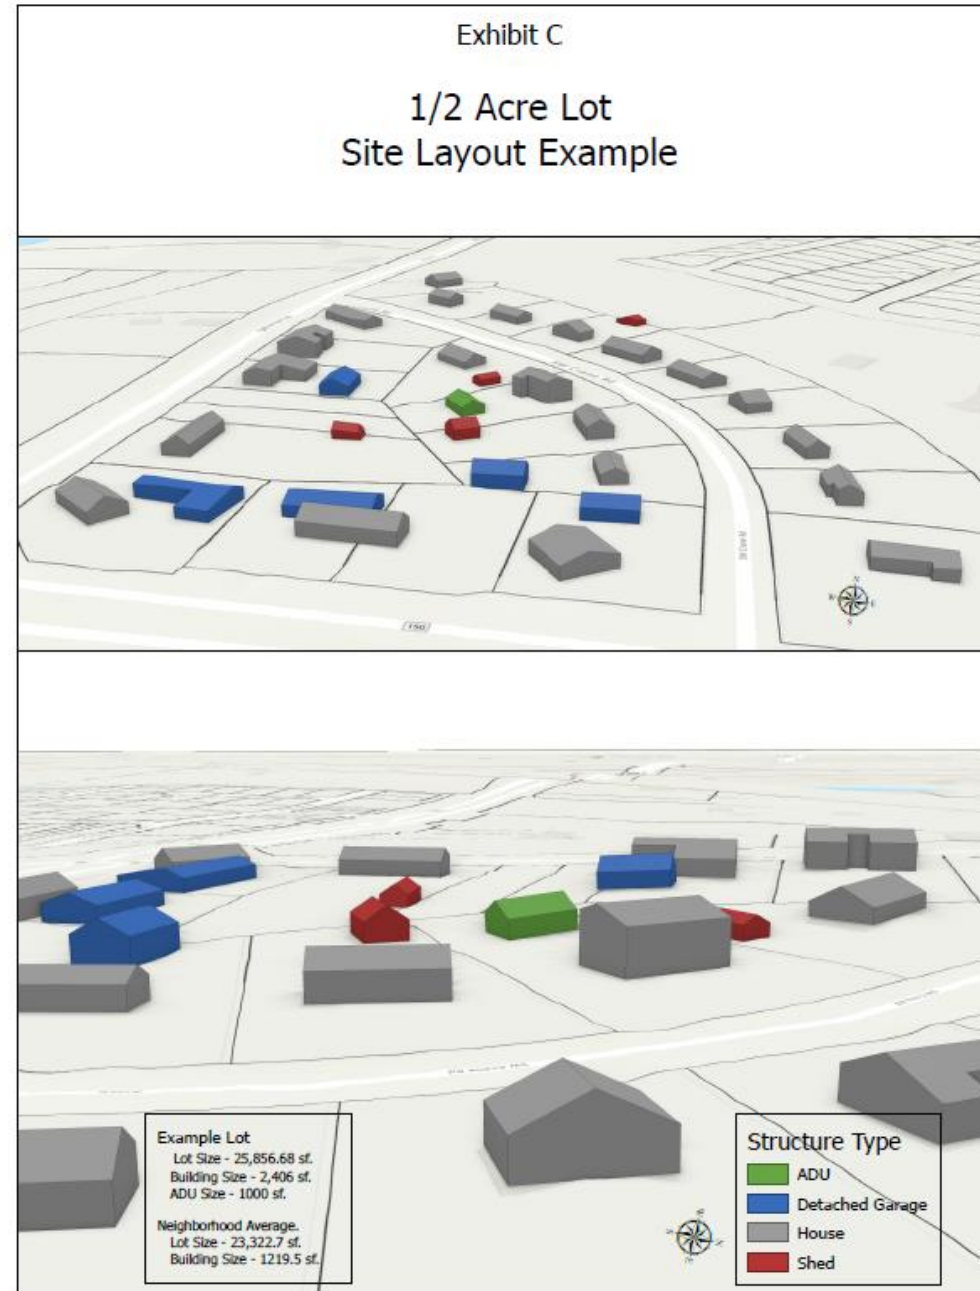 Exhibit C
1/2 Acre Lot
Site Layout Example
N
W
E
S
150
Example Lot
Lot Size - 25,856.68 sf.
Building Size - 2,406 sf.
ADU Size - 1000 sf.
Neighborhood Average.
Lot Size - 23,322.7 sf.
Building Size - 1219.5 sf.
Structure Type
ADU
Detached Garage
House
Shed